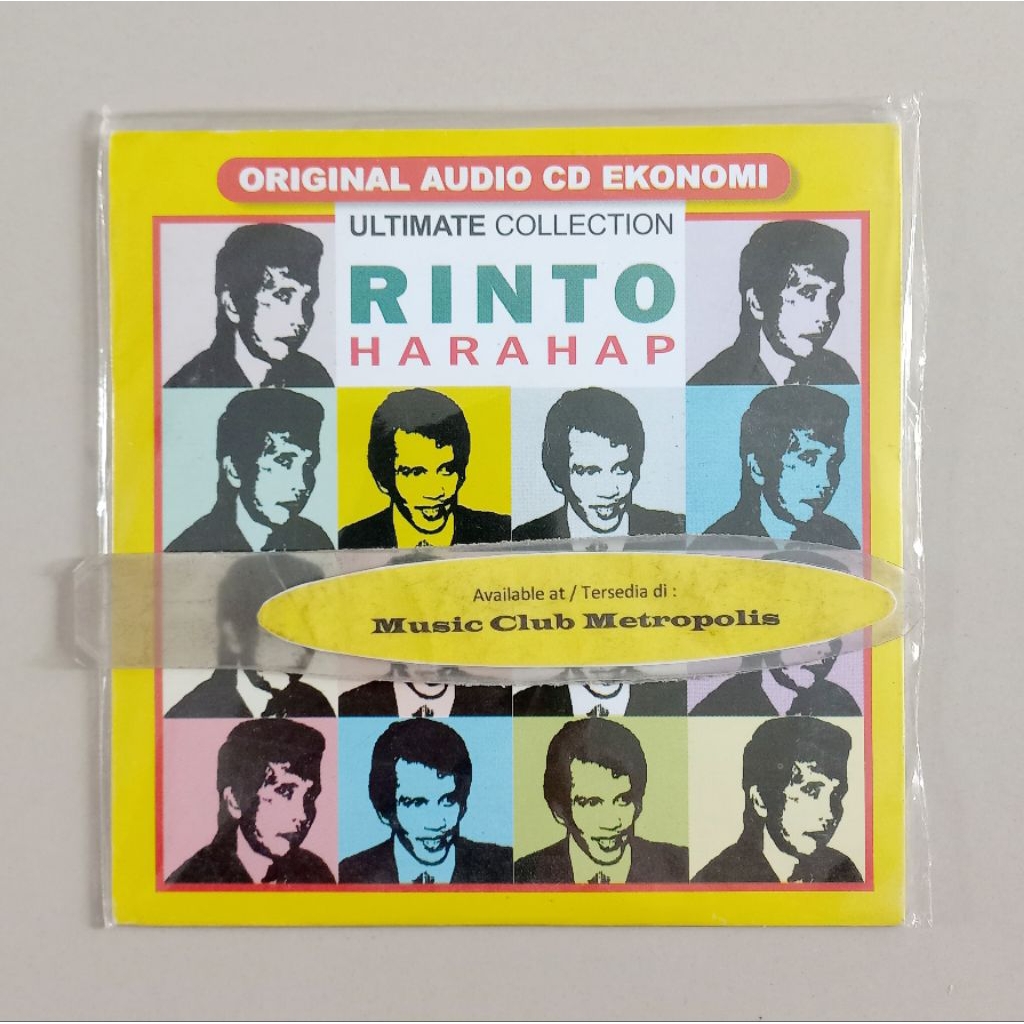 ORIGINAL AUDIO CD EKONOMI
ULTIMATE COLLECTION
RINTO
HARAHAP
Available at / Tersedia di :
Music Club Metropolis